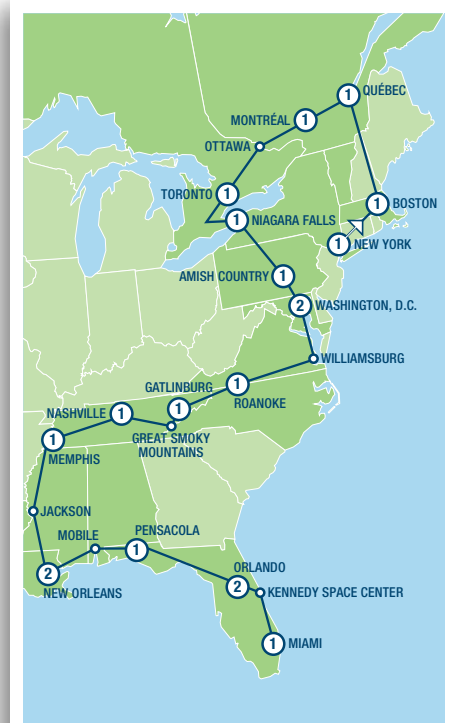 QUÉBEC
1
MONTRÉAL
1
OTTAWA
TORONTO
1
1
BOSTON
1
NIAGARA FALLS
1
NEW YORK
AMISH COUNTRY
1
2
WASHINGTON, D.C.
WILLIAMSBURG
GATLINBURG
1
ROANOKE
NASHVILLE
1
1
GREAT SMOKY
MOUNTAINS
1
MEMPHIS
JACKSON
MOBILE
PENSACOLA
1
2
NEW ORLEANS
ORLANDO
2
KENNEDY SPACE CENTER
1
MIAMI